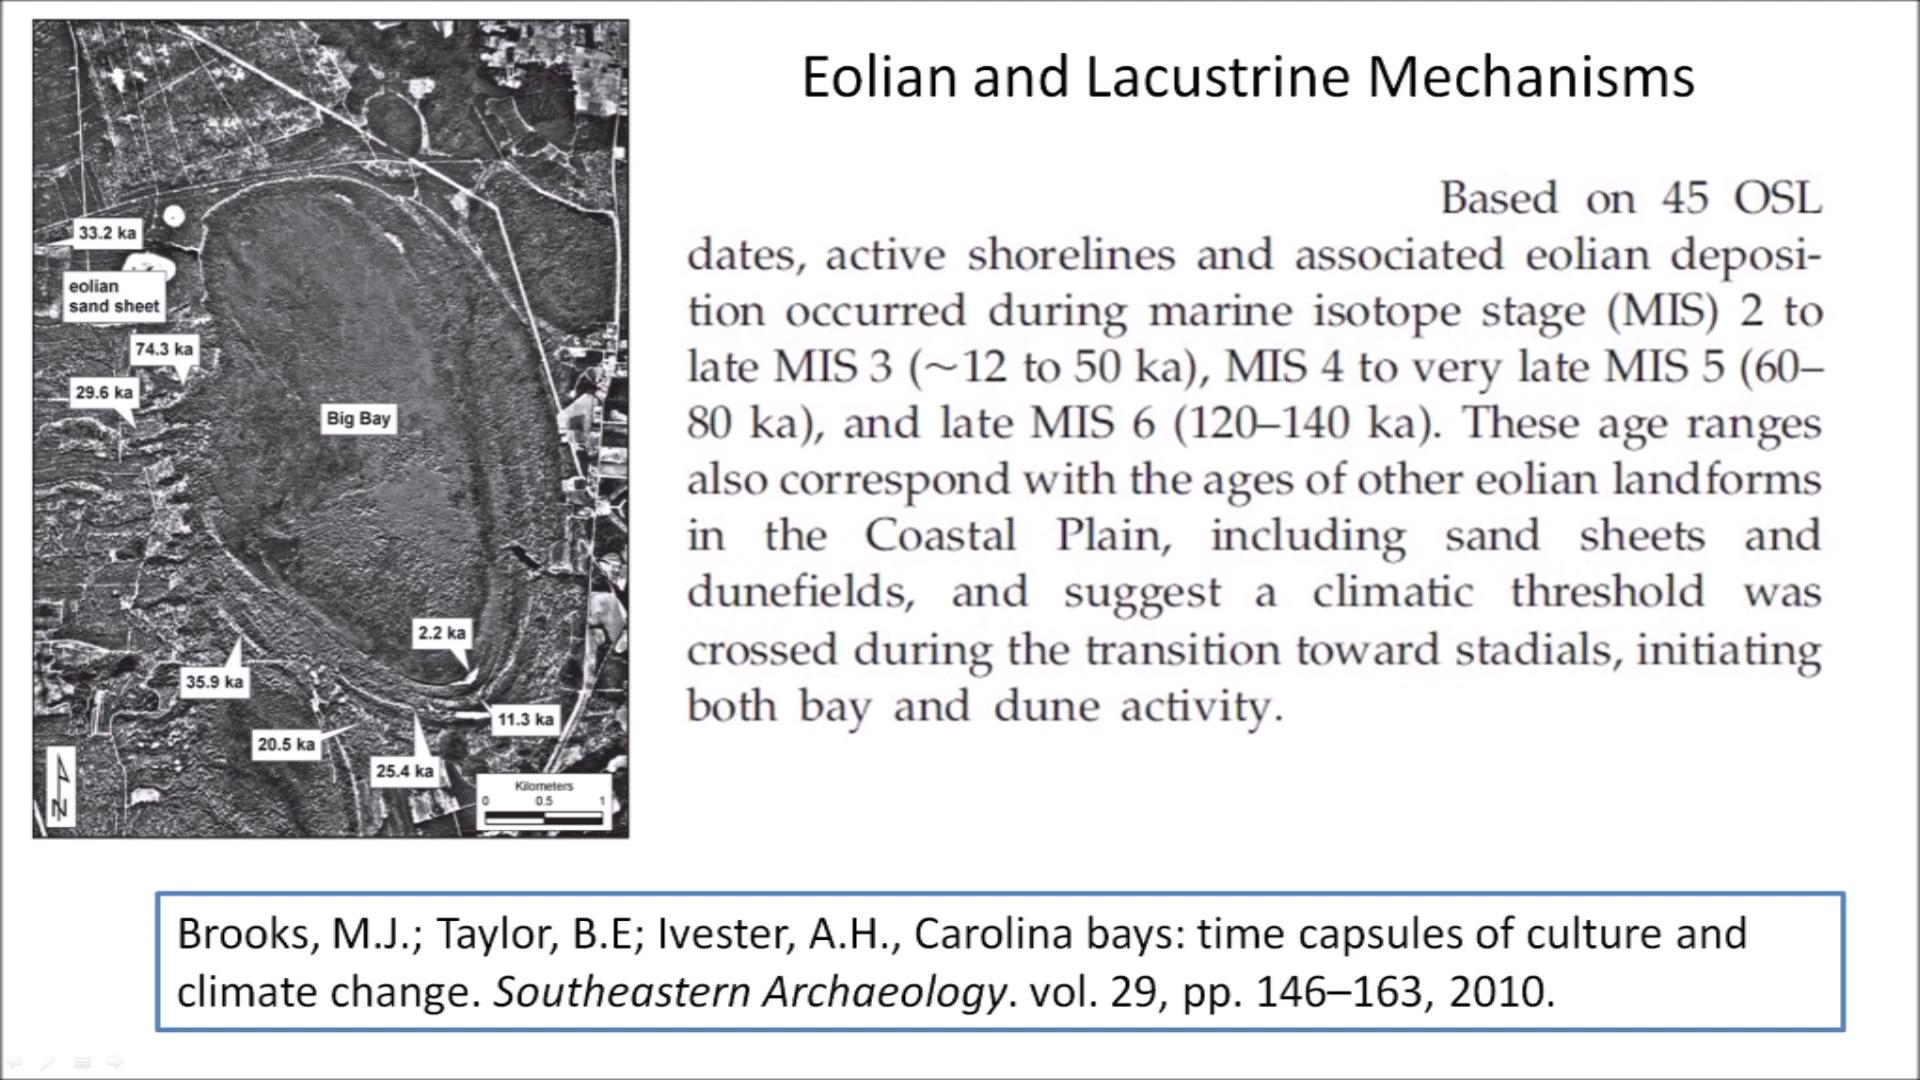 Eolian and Lacustrine Mechanisms
33.2 ka
eolian
sand sheet
74.3 ka
29.6 ka
Big Bay
2.2 ka
35.9 ka
11.3 ka
20.5 ka
25.4 ka
Kilometers
0 0.5 1
N
Based on 45 OSL
dates, active shorelines and associated eolian deposi-
tion occurred during marine isotope stage (MIS) 2 to
late MIS 3 (~12 to 50 ka), MIS 4 to very late MIS 5 (60–
80 ka), and late MIS 6 (120–140 ka). These age ranges
also correspond with the ages of other eolian landforms
in the Coastal Plain, including sand sheets and
dunefields, and suggest a climatic threshold was
crossed during the transition toward stadials, initiating
both bay and dune activity.
Brooks, M.J.; Taylor, B.E; Ivester, A.H., Carolina bays: time capsules of culture and
climate change. Southeastern Archaeology. vol. 29, pp. 146–163, 2010.